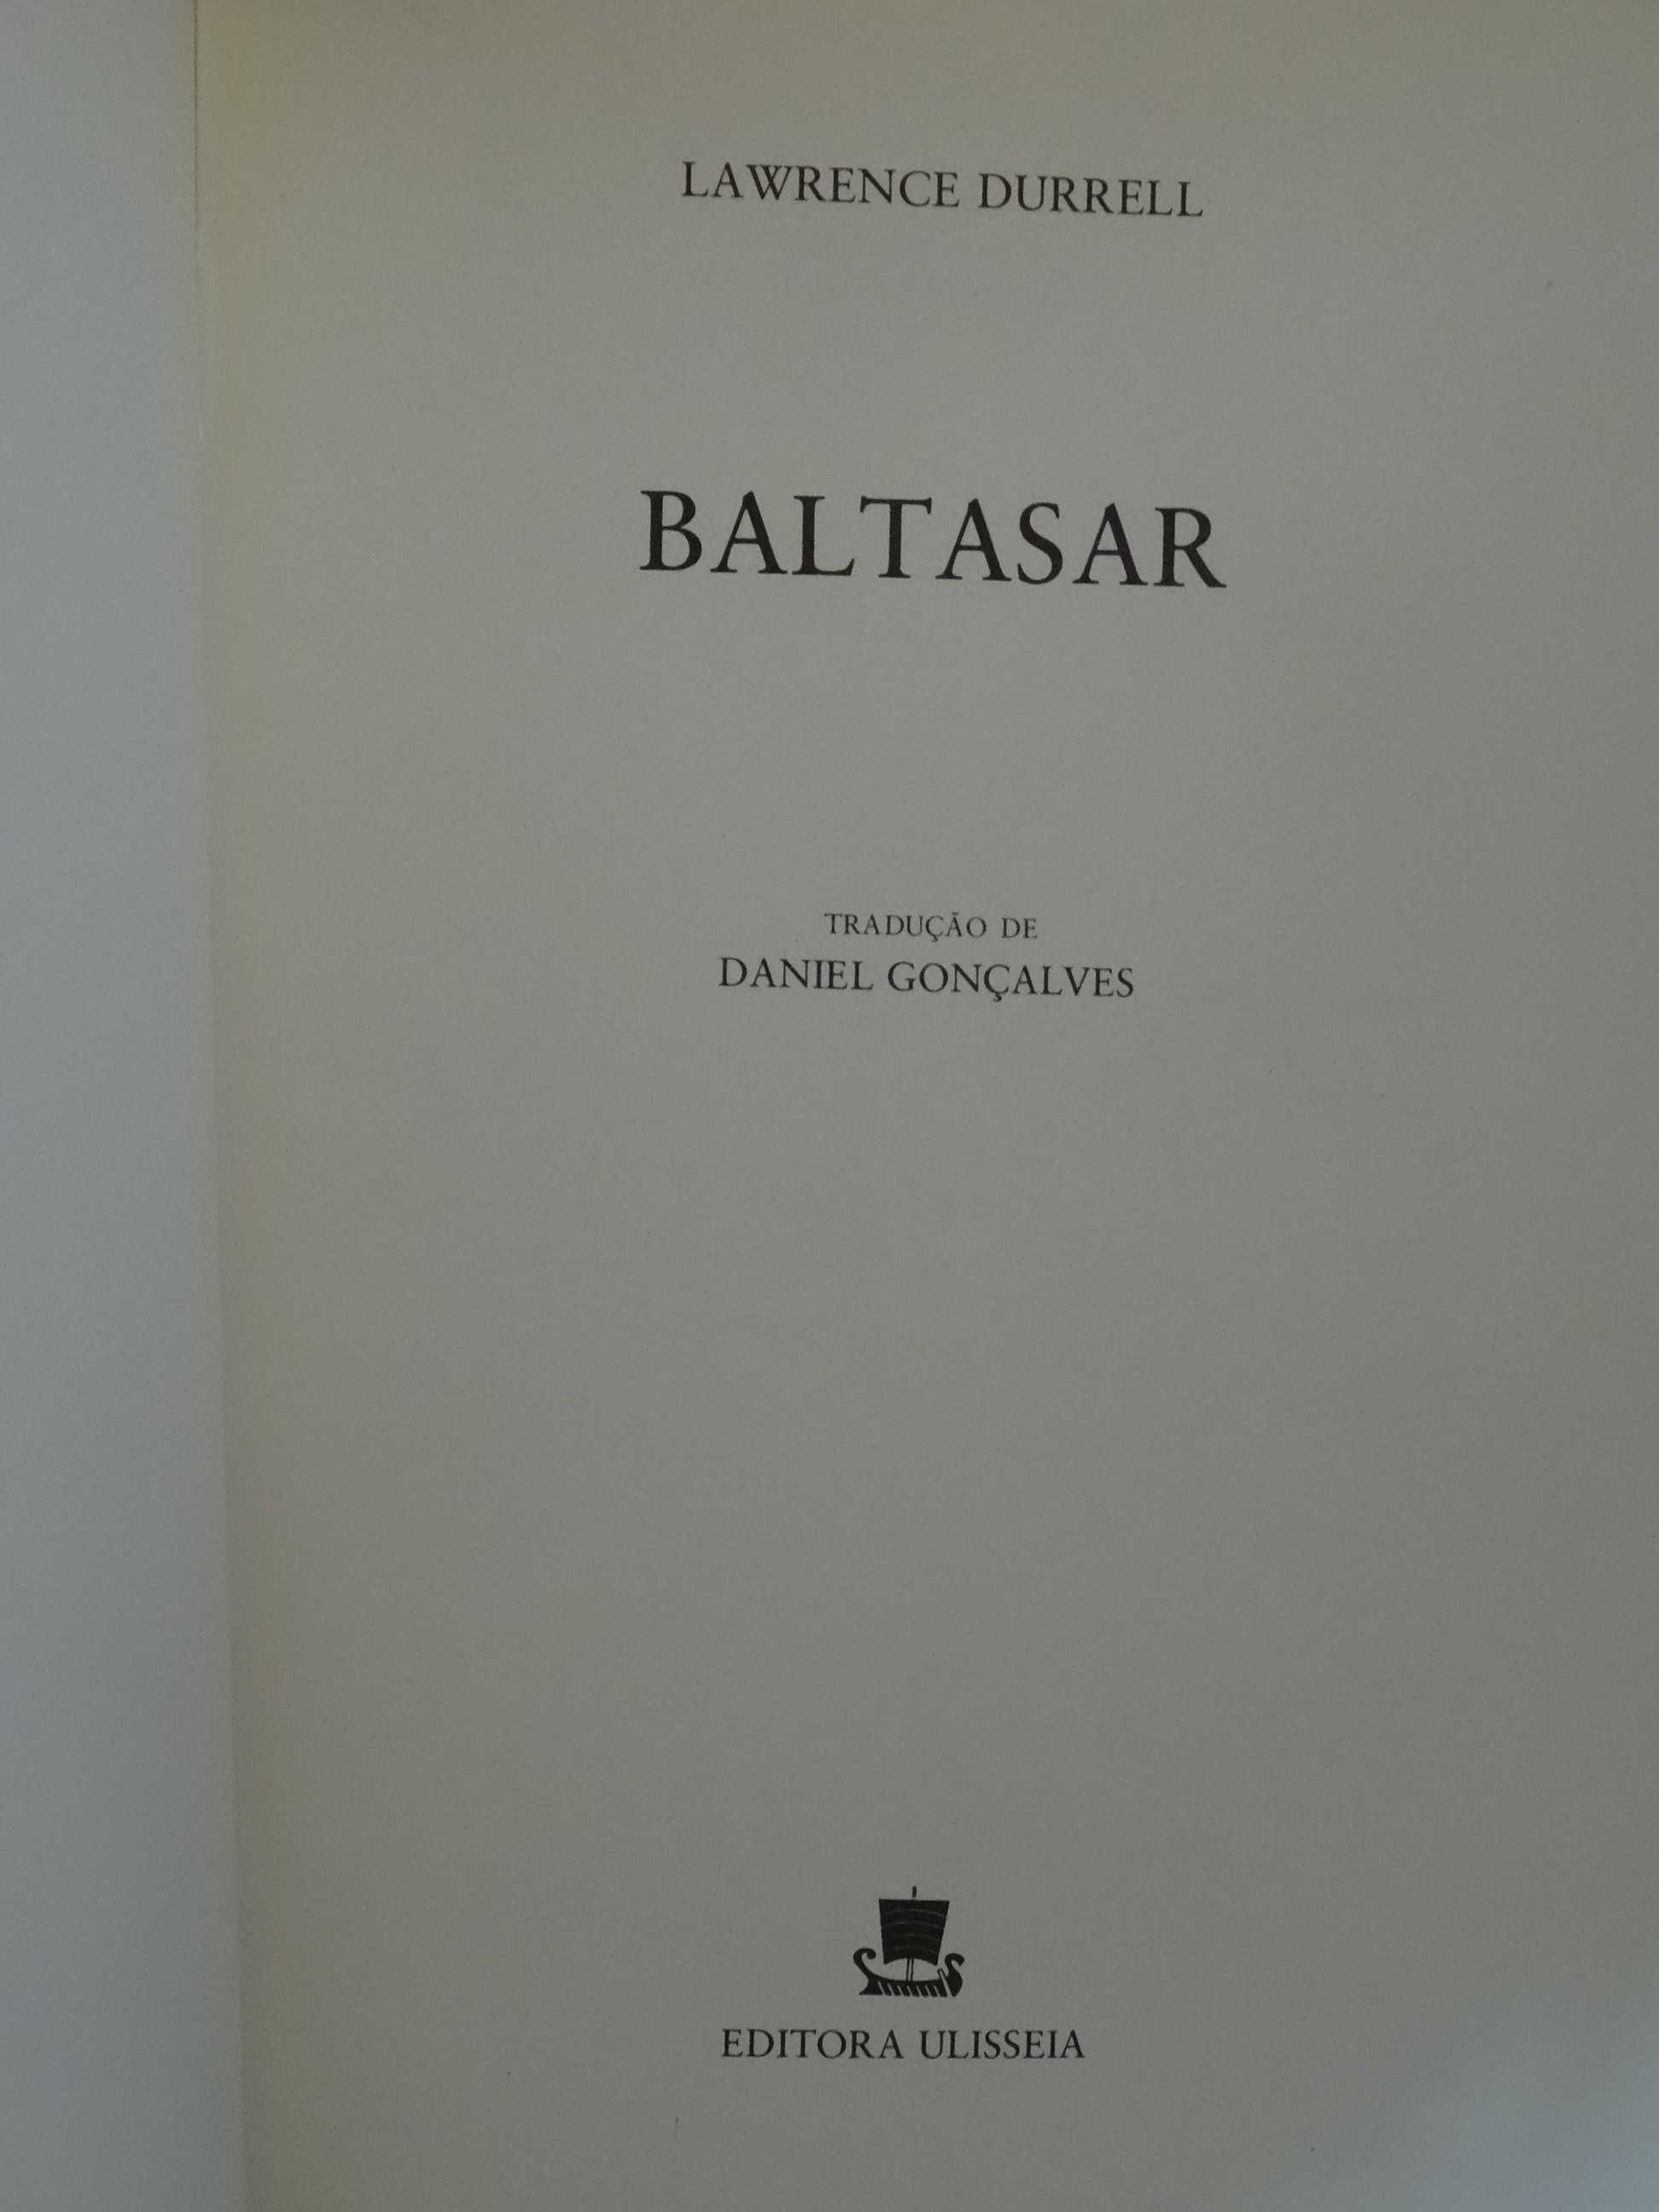 LAWRENCE DURRELL
BALTASAR
TRADUÇÃO DE
DANIEL GONÇALVES
EDITORA ULISSEIA